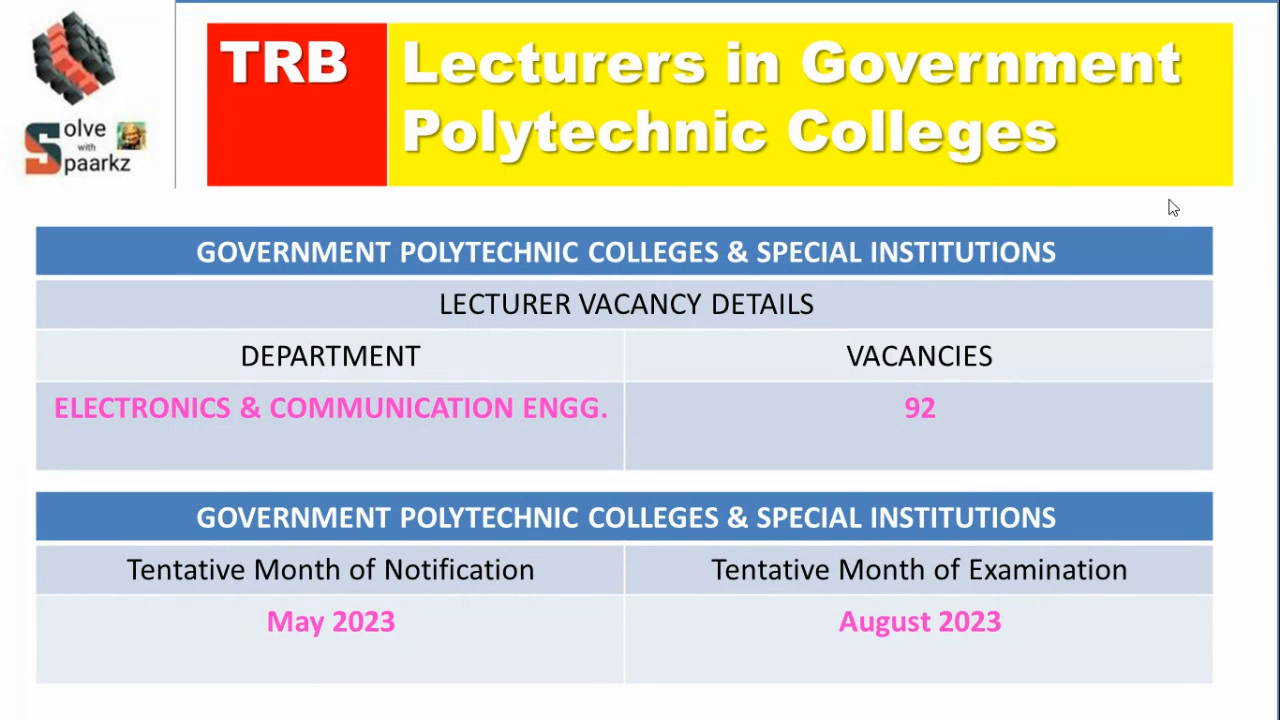 Solve
with
Spaarkz
TRB
Lecturers in Government
Polytechnic Colleges
GOVERNMENT POLYTECHNIC COLLEGES & SPECIAL INSTITUTIONS
LECTURER VACANCY DETAILS
DEPARTMENT
VACANCIES
ELECTRONICS & COMMUNICATION ENGG.
92
GOVERNMENT POLYTECHNIC COLLEGES & SPECIAL INSTITUTIONS
Tentative Month of Notification
Tentative Month of Examination
May 2023
August 2023